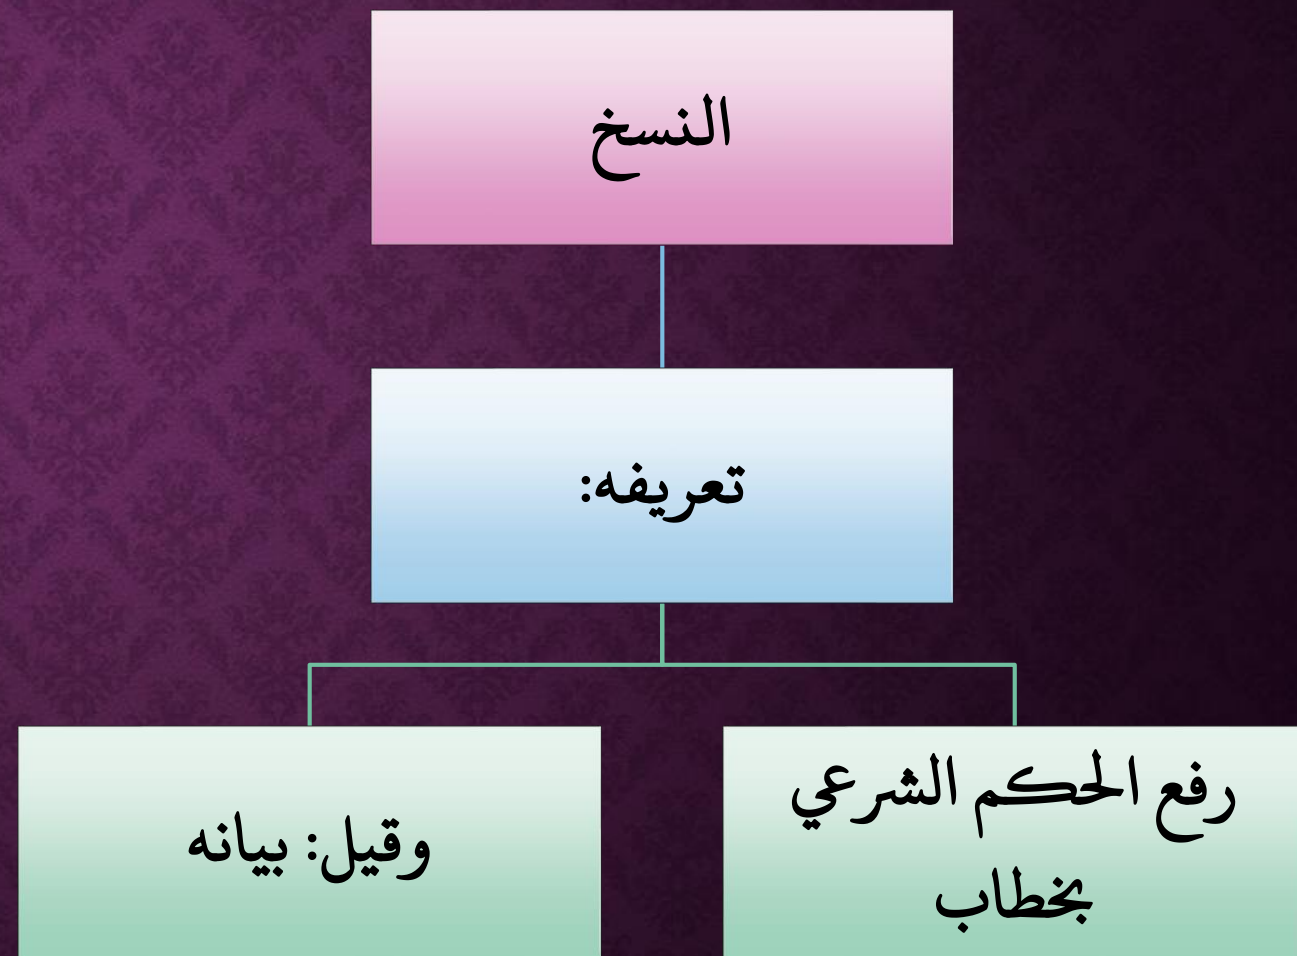 النسخ
تعريفه:
رفع الحكم الشرعي
بخطاب
وقيل: بيانه